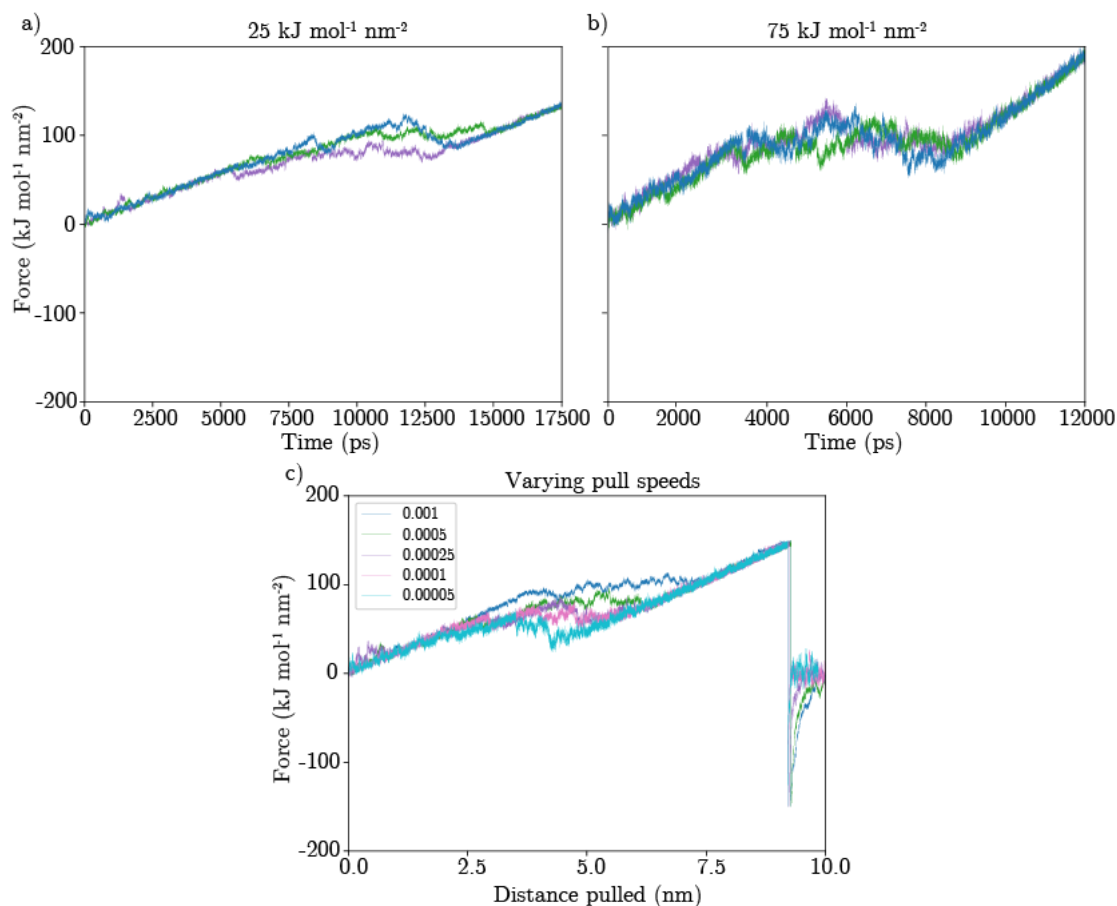 a)
25 kJ mol⁻¹ nm⁻²
200
100
0
-100
-200
Force (kJ mol⁻¹ nm⁻²)
0 2500 5000 7500 10000 12500 15000 17500
Time (ps)
b)
75 kJ mol⁻¹ nm⁻²
0 2000 4000 6000 8000 10000 12000
Time (ps)
c)
Varying pull speeds
200
100
0
-100
-200
Force (kJ mol⁻¹ nm⁻²)
0.001
0.0005
0.00025
0.0001
0.00005
0.0 2.5 5.0 7.5 10.0
Distance pulled (nm)